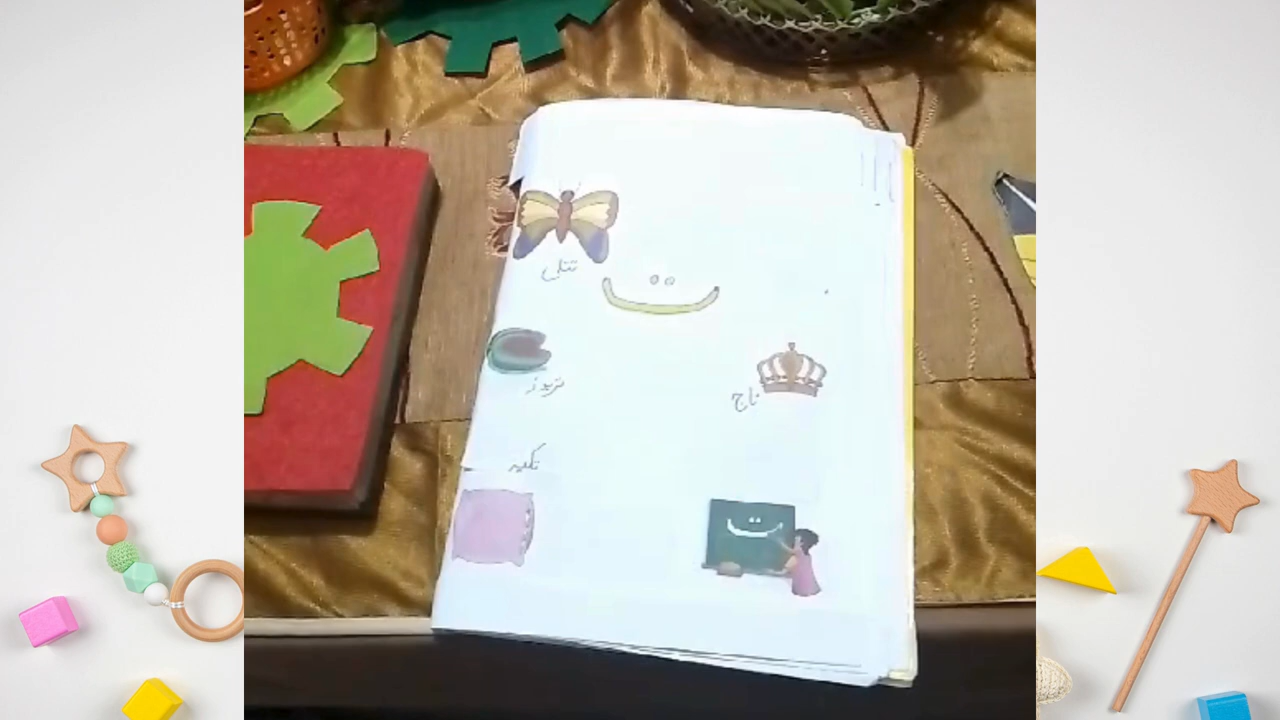 تتلی
ت
تربوز
تاج
تکیہ
ت